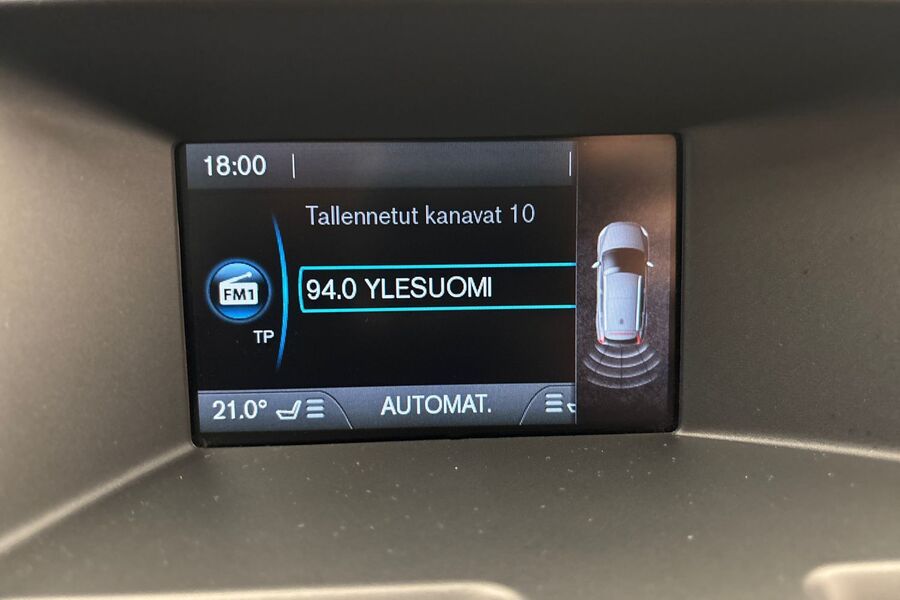 18:00
Tallennetut kanavat 10
94.0 YLESUOMI
FM1
TP
21.0° AUTOMAT.